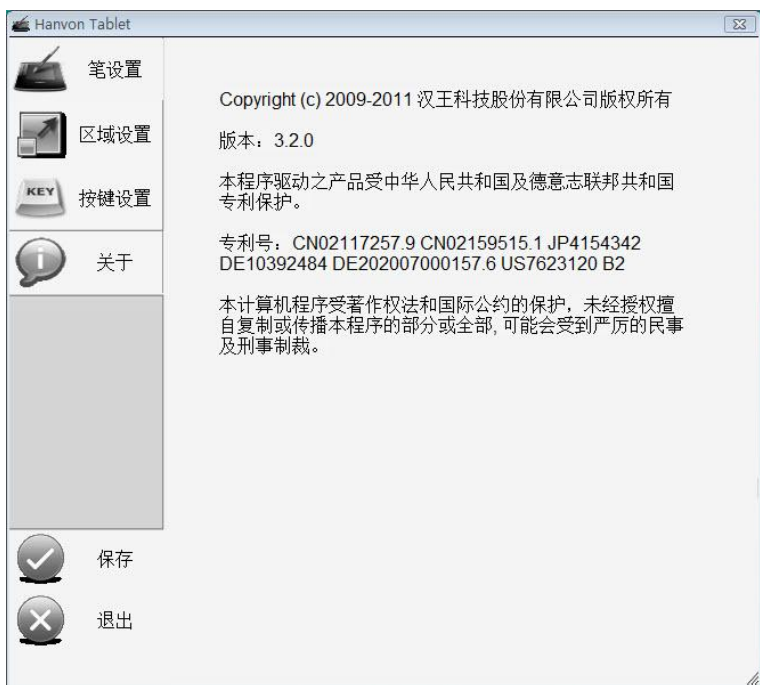 Hanvon Tablet
笔设置
区域设置
KEY
按键设置
关于
Copyright (c) 2009-2011 汉王科技股份有限公司版权所有
版本：3.2.0
本程序驱动之产品受中华人民共和国及德意志联邦共和国
专利保护。
专利号：CN02117257.9 CN02159515.1 JP4154342
DE10392484 DE202007000157.6 US7623120 B2
本计算机程序受著作权法和国际公约的保护，未经授权擅
自复制或传播本程序的部分或全部, 可能会受到严厉的民事
及刑事制裁。
保存
退出